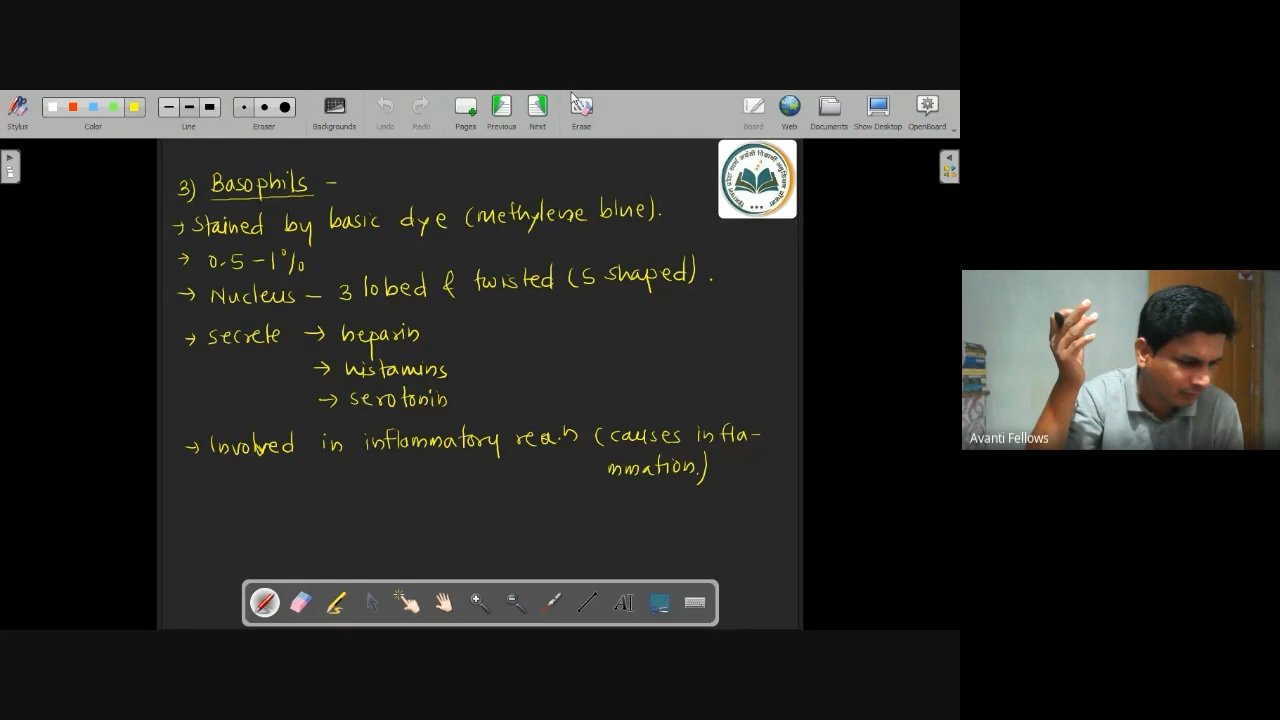 Stylus
Color
Line
Eraser
Backgrounds
Undo
Redo
Pages
Previous
Next
Erase
Board
Web
Documents
Show Desktop
OpenBoard
3) Basophils -
→ Stained by basic dye (methylene blue).
→ 0.5-1%
→ Nucleus - 3 lobed & twisted (S shaped).
→ secrete → heparin
→ histamins
→ serotonin
→ Involved in inflammatory reac.n (causes infla-
mmation.)
Avanti Fellows